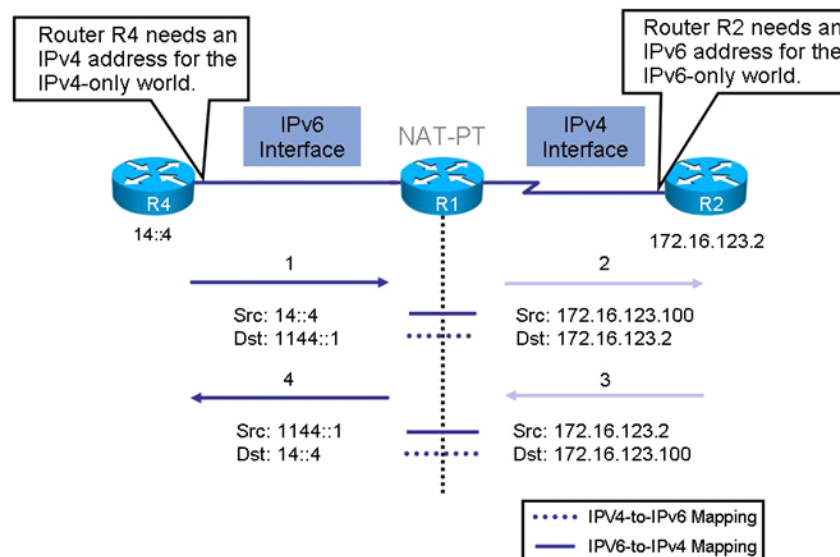 Router R4 needs an
IPv4 address for the
IPv4-only world.
Router R2 needs an
IPv6 address for the
IPv6-only world.
IPv6
Interface
NAT-PT
IPv4
Interface
R4
R1
R2
14::4
172.16.123.2
1
2
Src: 14::4
Dst: 1144::1
Src: 172.16.123.100
Dst: 172.16.123.2
4
3
Src: 1144::1
Dst: 14::4
Src: 172.16.123.2
Dst: 172.16.123.100
IPV4-to-IPv6 Mapping
IPV6-to-IPv4 Mapping